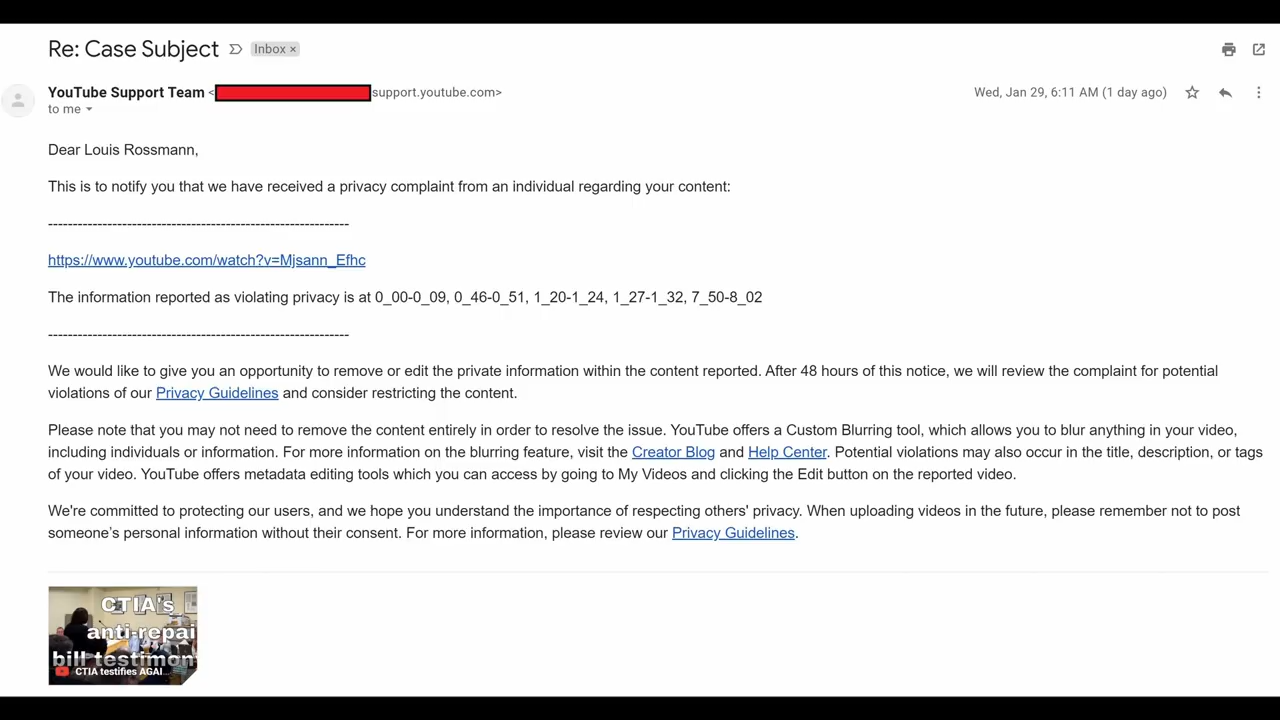 Re: Case Subject Inbox ×
YouTube Support Team < support.youtube.com> Wed, Jan 29, 6:11 AM (1 day ago)
to me
Dear Louis Rossmann,
This is to notify you that we have received a privacy complaint from an individual regarding your content:
------------------------------------------------------------
https://www.youtube.com/watch?v=Mjsann_Efhc
The information reported as violating privacy is at 0_00-0_09, 0_46-0_51, 1_20-1_24, 1_27-1_32, 7_50-8_02
------------------------------------------------------------
We would like to give you an opportunity to remove or edit the private information within the content reported. After 48 hours of this notice, we will review the complaint for potential
violations of our Privacy Guidelines and consider restricting the content.
Please note that you may not need to remove the content entirely in order to resolve the issue. YouTube offers a Custom Blurring tool, which allows you to blur anything in your video,
including individuals or information. For more information on the blurring feature, visit the Creator Blog and Help Center. Potential violations may also occur in the title, description, or tags
of your video. YouTube offers metadata editing tools which you can access by going to My Videos and clicking the Edit button on the reported video.
We're committed to protecting our users, and we hope you understand the importance of respecting others' privacy. When uploading videos in the future, please remember not to post
someone's personal information without their consent. For more information, please review our Privacy Guidelines.
CTIA's
anti-repai
bill testimon
CTIA testifies AGAI...